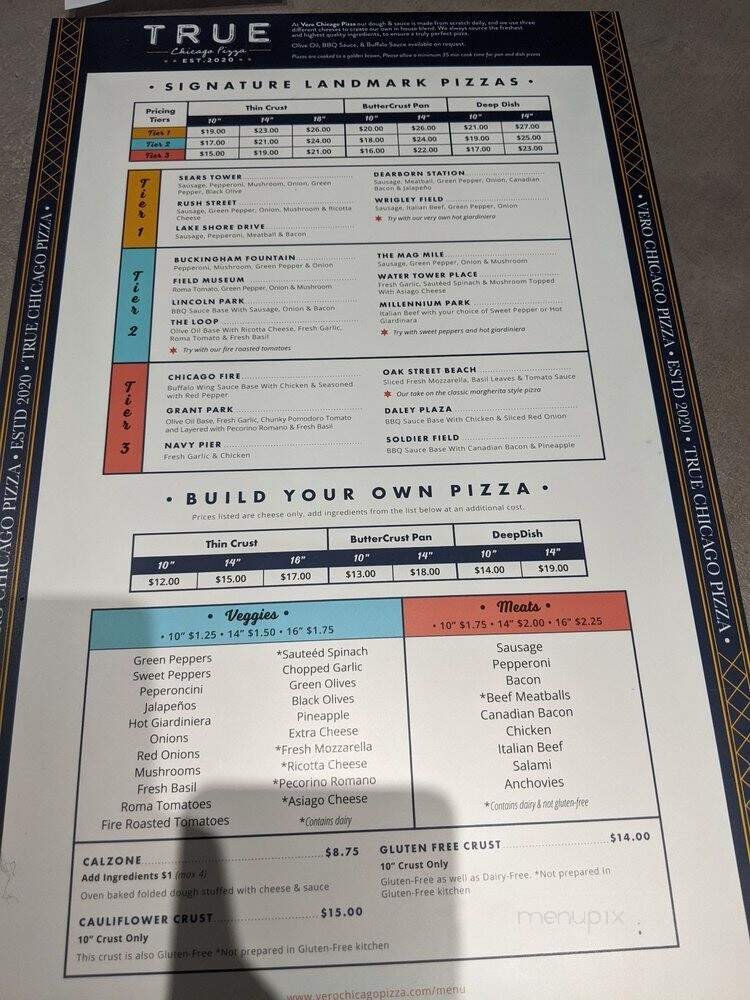 TRUE
Chicago Pizza
EST. 2020
At Vero Chicago Pizza our dough & sauce is made from scratch daily, and we use three
different cheeses to create our own in house blend. We always source the freshest
and highest quality ingredients, to ensure a truly perfect pizza.
Olive Oil, BBQ Sauce, & Buffalo Sauce available on request.
Pizzas are cooked to a golden brown, Please allow a minimum 35 min cook time for pan and dish pizzas
• SIGNATURE LANDMARK PIZZAS •
Pricing Tiers Thin Crust ButterCrust Pan Deep Dish
10" 14" 16" 10" 14" 10" 14"
Tier 1 $19.00 $23.00 $26.00 $20.00 $26.00 $21.00 $27.00
Tier 2 $17.00 $21.00 $24.00 $18.00 $24.00 $19.00 $25.00
Tier 3 $15.00 $19.00 $21.00 $16.00 $22.00 $17.00 $23.00
Tier 1
SEARS TOWER
Sausage, Pepperoni, Mushroom, Onion, Green
Pepper, Black Olive
RUSH STREET
Sausage, Green Pepper, Onion, Mushroom & Ricotta
Cheese
LAKE SHORE DRIVE
Sausage, Pepperoni, Meatball & Bacon
DEARBORN STATION
Sausage, Meatball, Green Pepper, Onion, Canadian
Bacon & Jalapeño
WRIGLEY FIELD
Sausage, Italian Beef, Green Pepper, Onion
Try with our very own hot giardiniera
Tier 2
BUCKINGHAM FOUNTAIN
Pepperoni, Mushroom, Green Pepper & Onion
FIELD MUSEUM
Roma Tomato, Green Pepper, Onion & Mushroom
LINCOLN PARK
BBQ Sauce Base With Sausage, Onion & Bacon
THE LOOP
Olive Oil Base With Ricotta Cheese, Fresh Garlic,
Roma Tomato & Fresh Basil
Try with our fire roasted tomatoes
THE MAG MILE
Sausage, Green Pepper, Onion & Mushroom
WATER TOWER PLACE
Fresh Garlic, Sautéed Spinach & Mushroom Topped
With Asiago Cheese
MILLENNIUM PARK
Italian Beef with your choice of Sweet Pepper or Hot
Giardinara
Try with sweet peppers and hot giardiniera
Tier 3
CHICAGO FIRE
Buffalo Wing Sauce Base With Chicken & Seasoned
with Red Pepper
GRANT PARK
Olive Oil Base, Fresh Garlic, Chunky Pomodoro Tomato
and Layered with Pecorino Romano & Fresh Basil
NAVY PIER
Fresh Garlic & Chicken
OAK STREET BEACH
Sliced Fresh Mozzarella, Basil Leaves & Tomato Sauce
Our take on the classic margherita style pizza
DALEY PLAZA
BBQ Sauce Base With Chicken & Sliced Red Onion
SOLDIER FIELD
BBQ Sauce Base With Canadian Bacon & Pineapple
• BUILD YOUR OWN PIZZA •
Prices listed are cheese only, add ingredients from the list below at an additional cost.
Thin Crust ButterCrust Pan DeepDish
10" 14" 16" 10" 14" 10" 14"
$12.00 $15.00 $17.00 $13.00 $18.00 $14.00 $19.00
• Veggies •
• 10" $1.25 • 14" $1.50 • 16" $1.75
Green Peppers
Sweet Peppers
Peperoncini
Jalapeños
Hot Giardiniera
Onions
Red Onions
Mushrooms
Fresh Basil
Roma Tomatoes
Fire Roasted Tomatoes
*Sauteéd Spinach
Chopped Garlic
Green Olives
Black Olives
Pineapple
Extra Cheese
*Fresh Mozzarella
*Ricotta Cheese
*Pecorino Romano
*Asiago Cheese
*Contains dairy
• Meats •
• 10" $1.75 • 14" $2.00 • 16" $2.25
Sausage
Pepperoni
Bacon
*Beef Meatballs
Canadian Bacon
Chicken
Italian Beef
Salami
Anchovies
*Contains dairy & not gluten-free
CALZONE $8.75
Add Ingredients $1 (max 4)
Oven baked folded dough stuffed with cheese & sauce
CAULIFLOWER CRUST $15.00
10" Crust Only
This crust is also Gluten-Free *Not prepared in Gluten-Free kitchen
GLUTEN FREE CRUST $14.00
10" Crust Only
Gluten-Free as well as Dairy-Free. *Not prepared in
Gluten-Free kitchen
menupix
www.verochicagopizza.com/menu
CHICAGO PIZZA • ESTD 2020 • TRUE CHICAGO PIZZA •
• VERO CHICAGO PIZZA • ESTD 2020 • TRUE CHICAGO PIZZA •